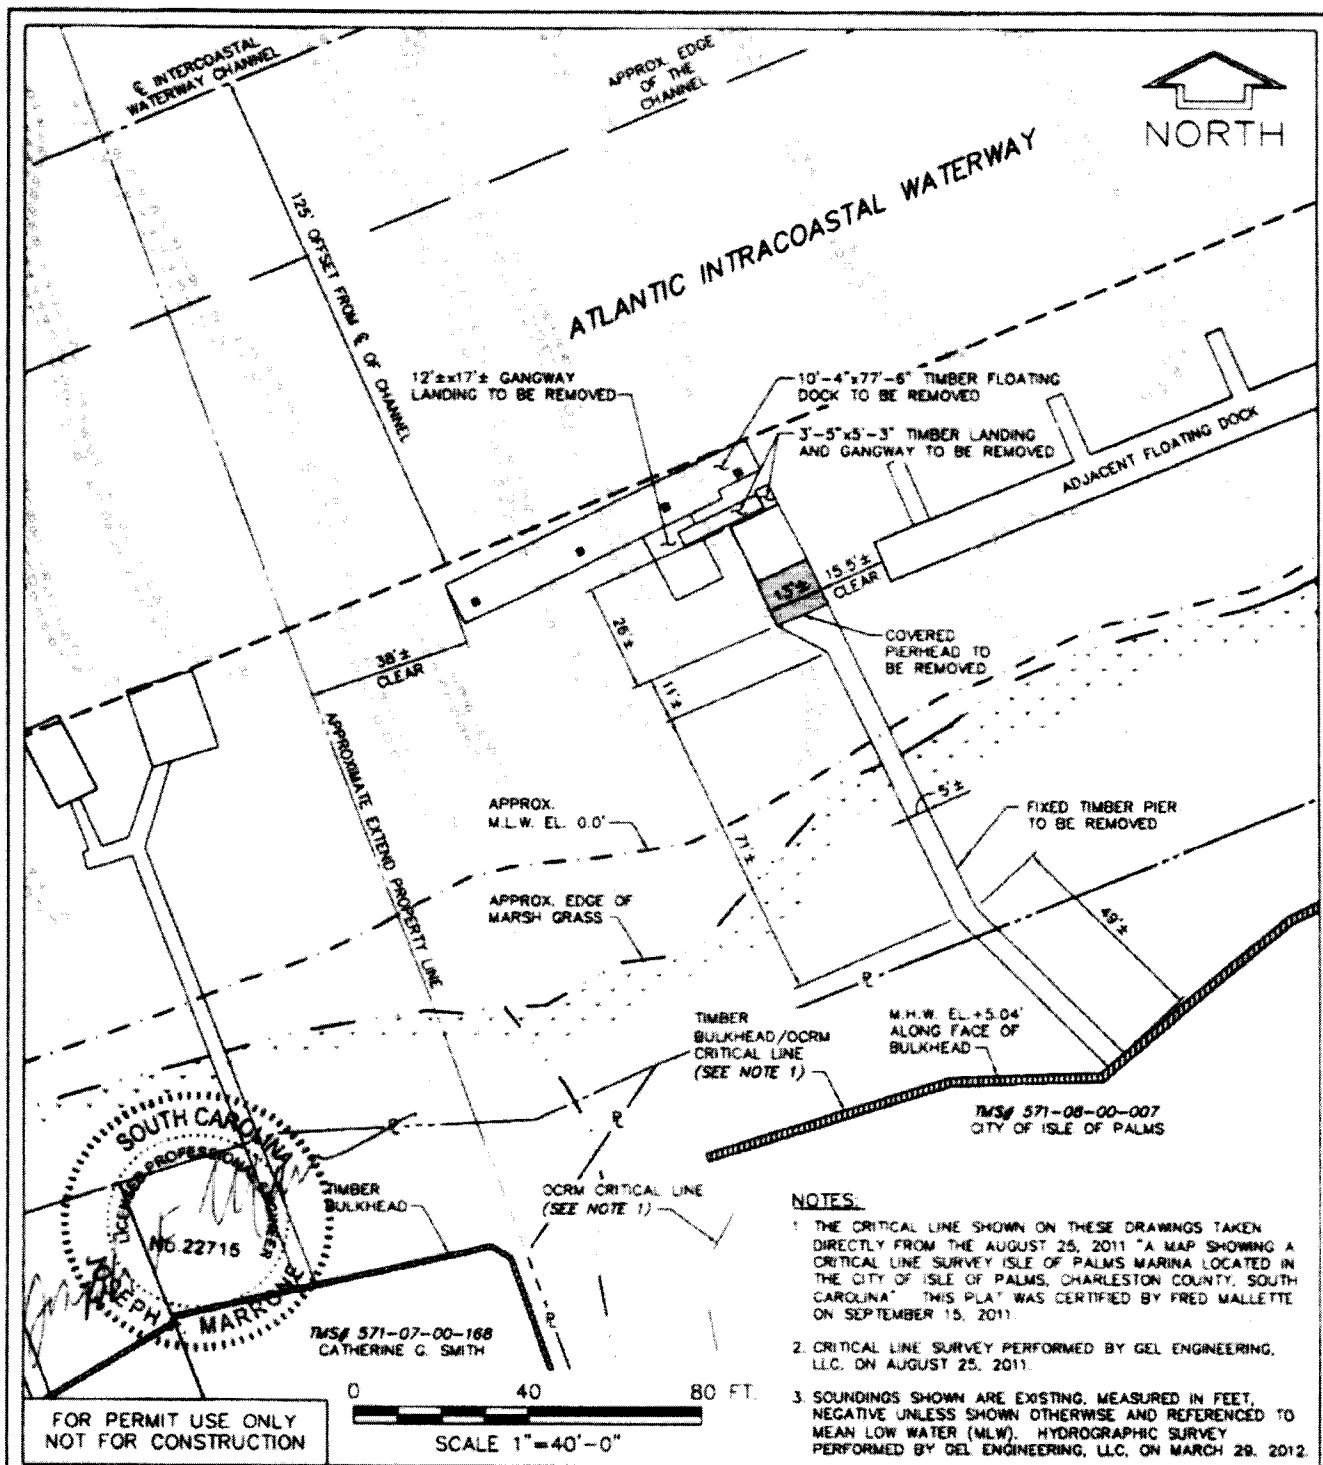 ℄ INTERCOASTAL
WATERWAY CHANNEL
APPROX. EDGE
OF THE
CHANNEL
NORTH
125' OFFSET FROM ℄ OF CHANNEL
ATLANTIC INTRACOASTAL WATERWAY
12'±x17'± GANGWAY
LANDING TO BE REMOVED
10'-4"x77'-6" TIMBER FLOATING
DOCK TO BE REMOVED
3'-5"x5'-3" TIMBER LANDING
AND GANGWAY TO BE REMOVED
ADJACENT FLOATING DOCK
15.5'±
CLEAR
13'±
COVERED
PIERHEAD TO
BE REMOVED
26'±
11'±
38'±
CLEAR
APPROXIMATE EXTEND PROPERTY LINE
APPROX.
M.L.W. EL. 0.0'
71'±
5'±
FIXED TIMBER PIER
TO BE REMOVED
APPROX. EDGE OF
MARSH GRASS
49'±
℄
TIMBER
BULKHEAD/OCRM
CRITICAL LINE
(SEE NOTE 1)
M.H.W. EL.+5.04'
ALONG FACE OF
BULKHEAD
TMS# 571-08-00-007
CITY OF ISLE OF PALMS
SOUTH CAROLINA
LICENSED PROFESSIONAL ENGINEER
No.22715
JOSEPH MARRONE
TIMBER
BULKHEAD
OCRM CRITICAL LINE
(SEE NOTE 1)
TMS# 571-07-00-168
CATHERINE G. SMITH
NOTES:
1 THE CRITICAL LINE SHOWN ON THESE DRAWINGS TAKEN
DIRECTLY FROM THE AUGUST 25, 2011 "A MAP SHOWING A
CRITICAL LINE SURVEY ISLE OF PALMS MARINA LOCATED IN
THE CITY OF ISLE OF PALMS, CHARLESTON COUNTY, SOUTH
CAROLINA" THIS PLAT WAS CERTIFIED BY FRED MALLETTE
ON SEPTEMBER 15, 2011
2. CRITICAL LINE SURVEY PERFORMED BY GEL ENGINEERING,
LLC. ON AUGUST 25, 2011
3. SOUNDINGS SHOWN ARE EXISTING, MEASURED IN FEET,
NEGATIVE UNLESS SHOWN OTHERWISE AND REFERENCED TO
MEAN LOW WATER (MLW). HYDROGRAPHIC SURVEY
PERFORMED BY GEL ENGINEERING, LLC, ON MARCH 29, 2012.
FOR PERMIT USE ONLY
NOT FOR CONSTRUCTION
0 40 80 FT.
SCALE 1"=40'-0"